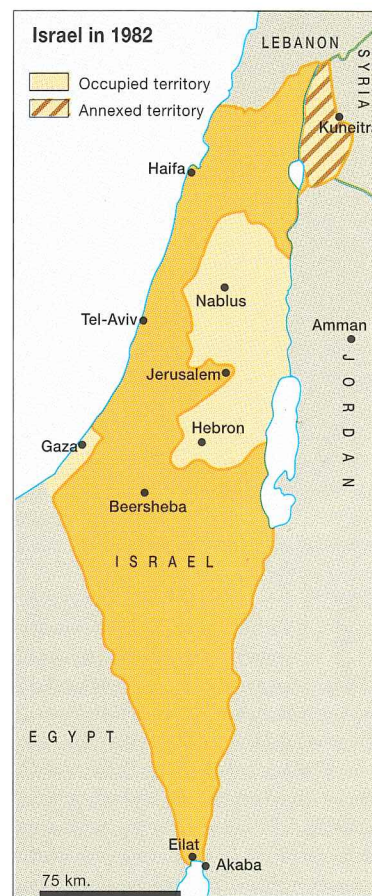 Israel in 1982
LEBANON
SYRIA
Occupied territory
Annexed territory
Kuneitra
Haifa
Nablus
Tel-Aviv
Amman
Jerusalem
JORDAN
Hebron
Gaza
Beersheba
ISRAEL
EGYPT
Eilat
Akaba
75 km.